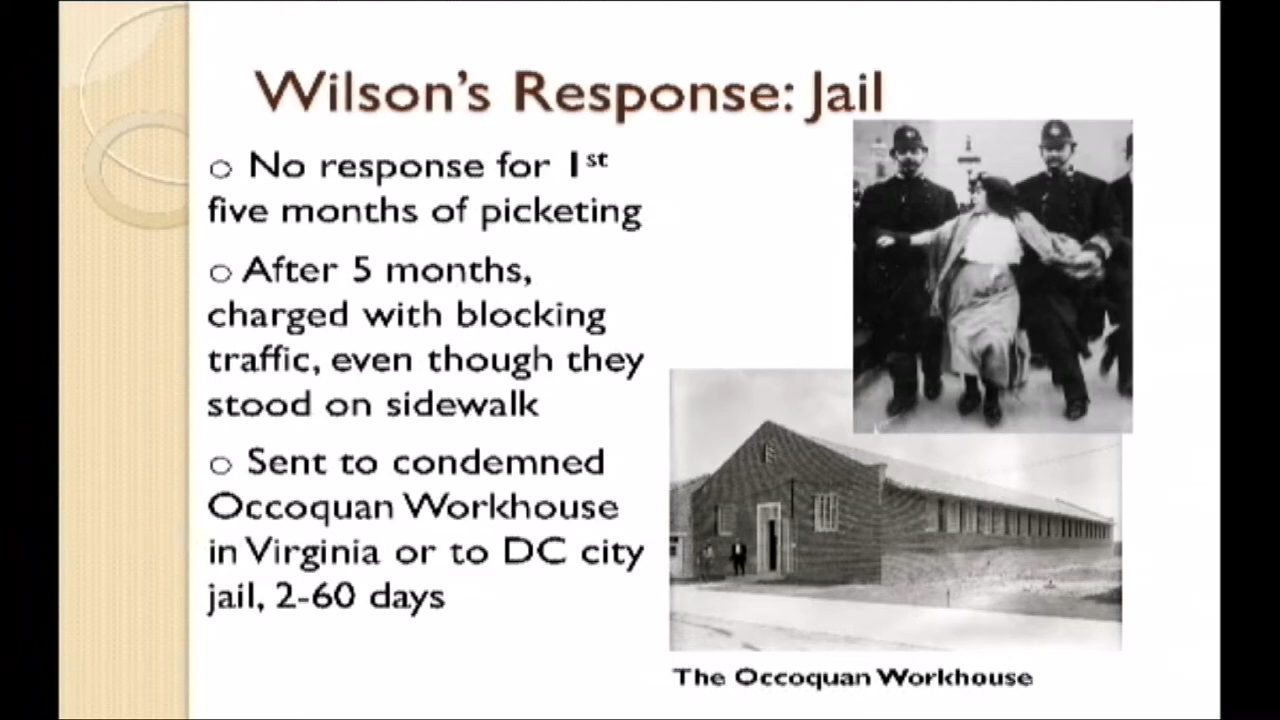 Wilson's Response: Jail
o No response for 1st
five months of picketing
o After 5 months,
charged with blocking
traffic, even though they
stood on sidewalk
o Sent to condemned
Occoquan Workhouse
in Virginia or to DC city
jail, 2-60 days
The Occoquan Workhouse